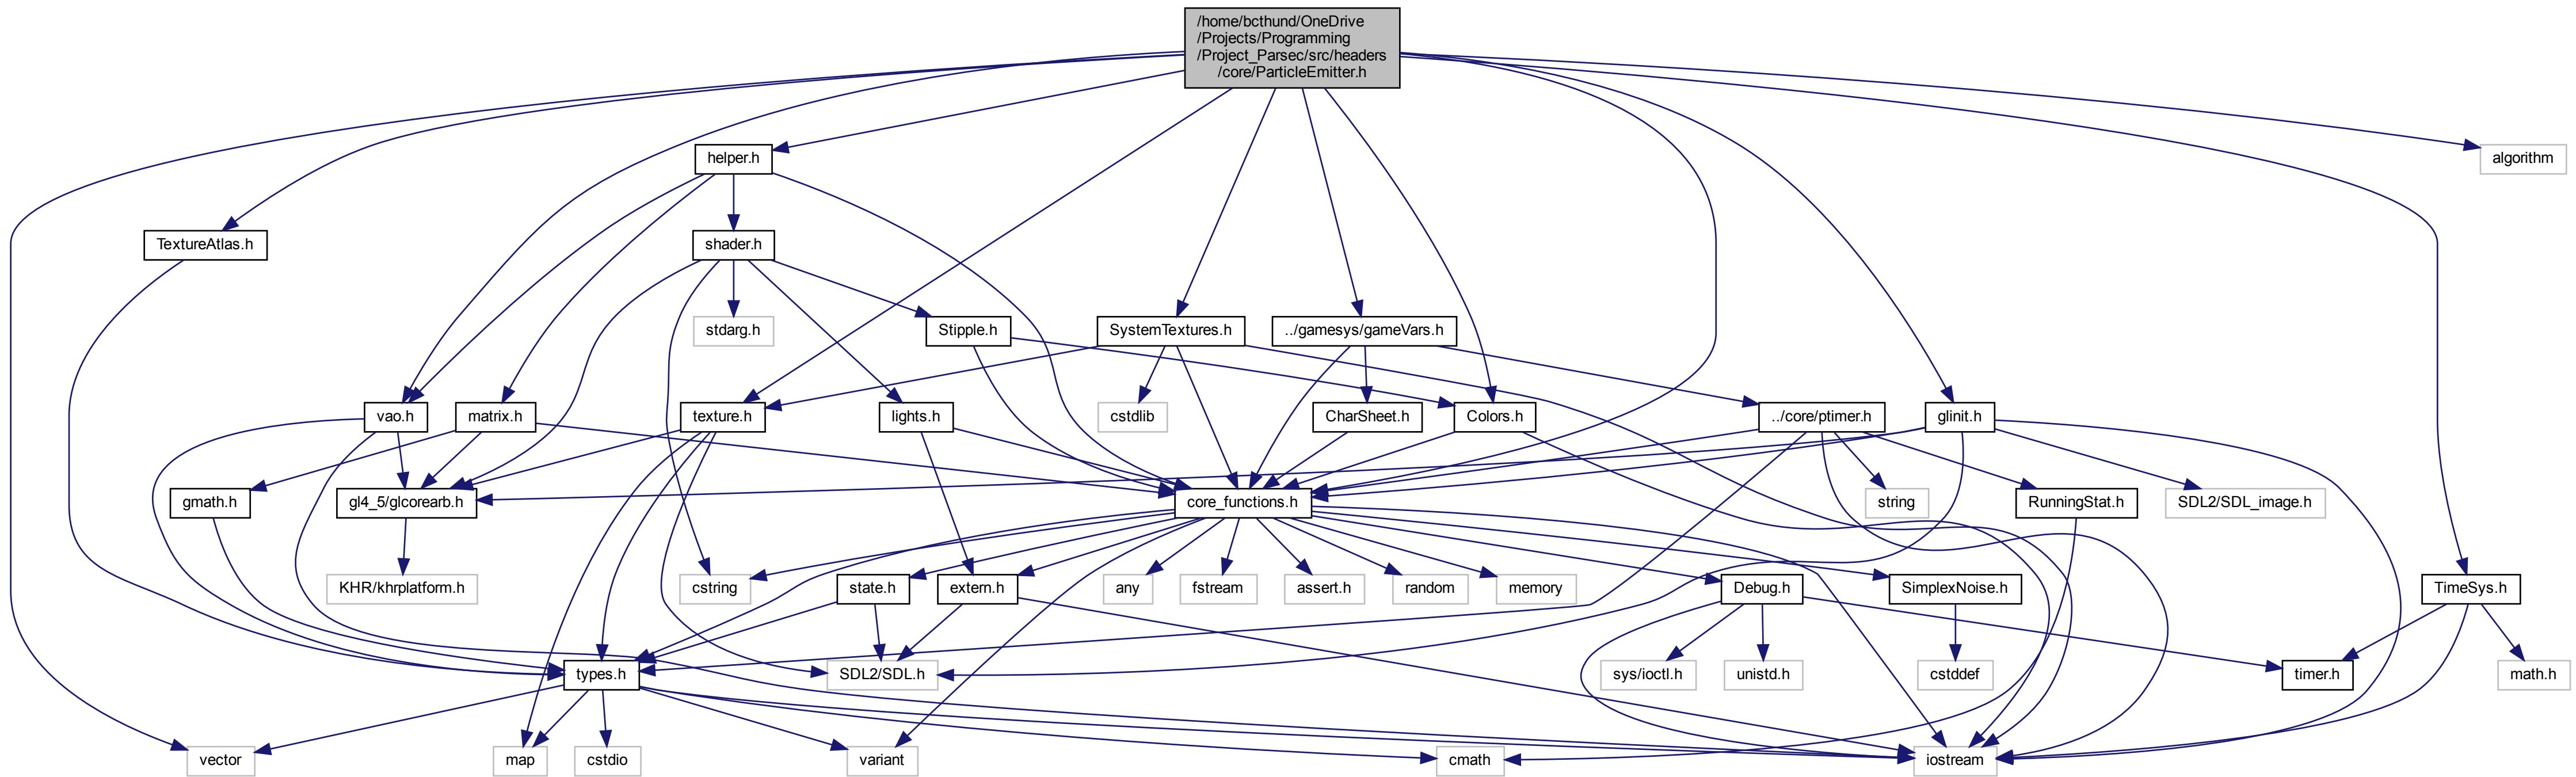 /home/bcthund/OneDrive
/Projects/Programming
/Project_Parsec/src/headers
/core/ParticleEmitter.h
helper.h
algorithm
TextureAtlas.h
shader.h
stdarg.h
Stipple.h
SystemTextures.h
../gamesys/gameVars.h
vao.h
matrix.h
texture.h
lights.h
cstdlib
CharSheet.h
Colors.h
../core/ptimer.h
glinit.h
gmath.h
gl4_5/glcorearb.h
core_functions.h
string
RunningStat.h
SDL2/SDL_image.h
KHR/khrplatform.h
cstring
state.h
extern.h
any
fstream
assert.h
random
memory
Debug.h
SimplexNoise.h
TimeSys.h
types.h
SDL2/SDL.h
sys/ioctl.h
unistd.h
cstddef
timer.h
math.h
vector
map
cstdio
variant
cmath
iostream